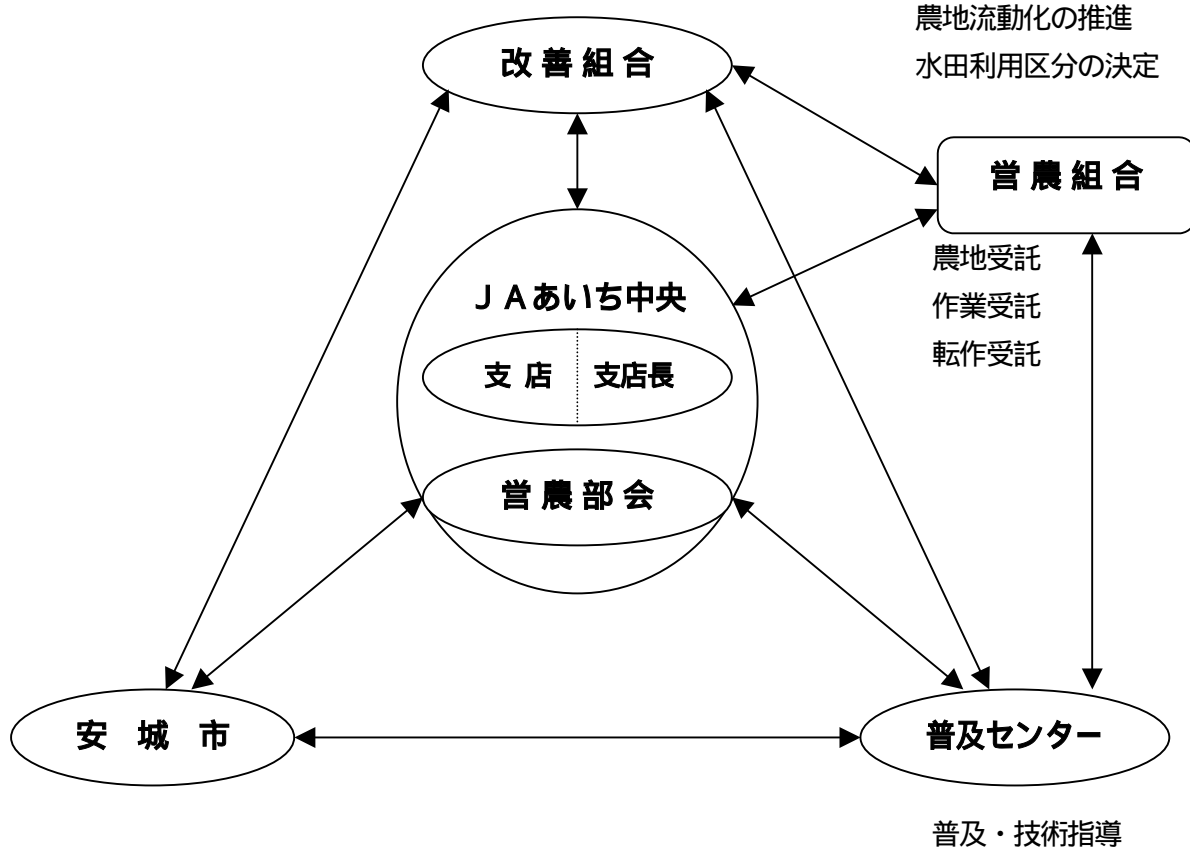 農地流動化の推進
改善組合
水田利用区分の決定
営農組合
農地受託
JAあいち中央
作業受託
転作受託
支店 支店長
営農部会
安城市
普及センター
普及・技術指導